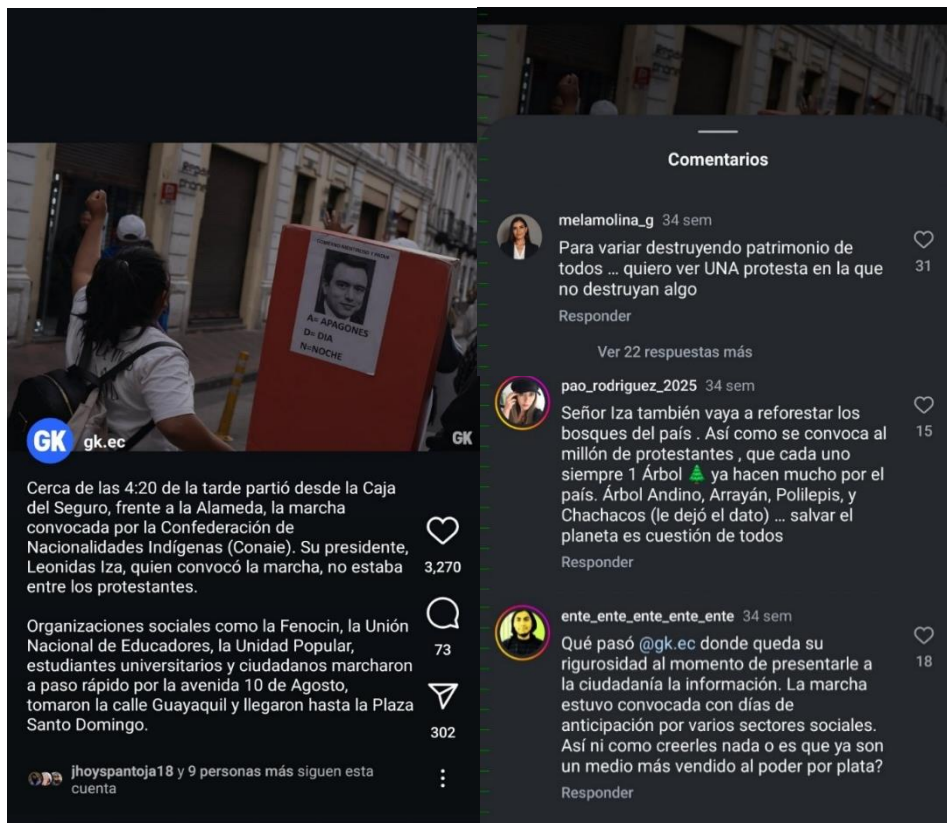 A= APAGONES
D= DIA
N=NOCHE
GK
GK gk.ec
Cerca de las 4:20 de la tarde partió desde la Caja
del Seguro, frente a la Alameda, la marcha
convocada por la Confederación de
Nacionalidades Indígenas (Conaie). Su presidente,
Leonidas Iza, quien convocó la marcha, no estaba
entre los protestantes.
Organizaciones sociales como la Fenocin, la Unión
Nacional de Educadores, la Unidad Popular,
estudiantes universitarios y ciudadanos marcharon
a paso rápido por la avenida 10 de Agosto,
tomaron la calle Guayaquil y llegaron hasta la Plaza
Santo Domingo.
3,270
73
302
jhoyspantoja18 y 9 personas más siguen esta
cuenta
Comentarios
melamolina_g 34 sem
Para variar destruyendo patrimonio de
todos ... quiero ver UNA protesta en la que
no destruyan algo
31
Responder
Ver 22 respuestas más
pao_rodriguez_2025 34 sem
Señor Iza también vaya a reforestar los
bosques del país . Así como se convoca al
millón de protestantes , que cada uno
siempre 1 Árbol 🌲 ya hacen mucho por el
país. Árbol Andino, Arrayán, Polilepis, y
Chachacos (le dejó el dato) ... salvar el
planeta es cuestión de todos
15
Responder
ente_ente_ente_ente_ente 34 sem
Qué pasó @gk.ec donde queda su
rigurosidad al momento de presentarle a
la ciudadanía la información. La marcha
estuvo convocada con días de
anticipación por varios sectores sociales.
Así ni como creerles nada o es que ya son
un medio más vendido al poder por plata?
18
Responder